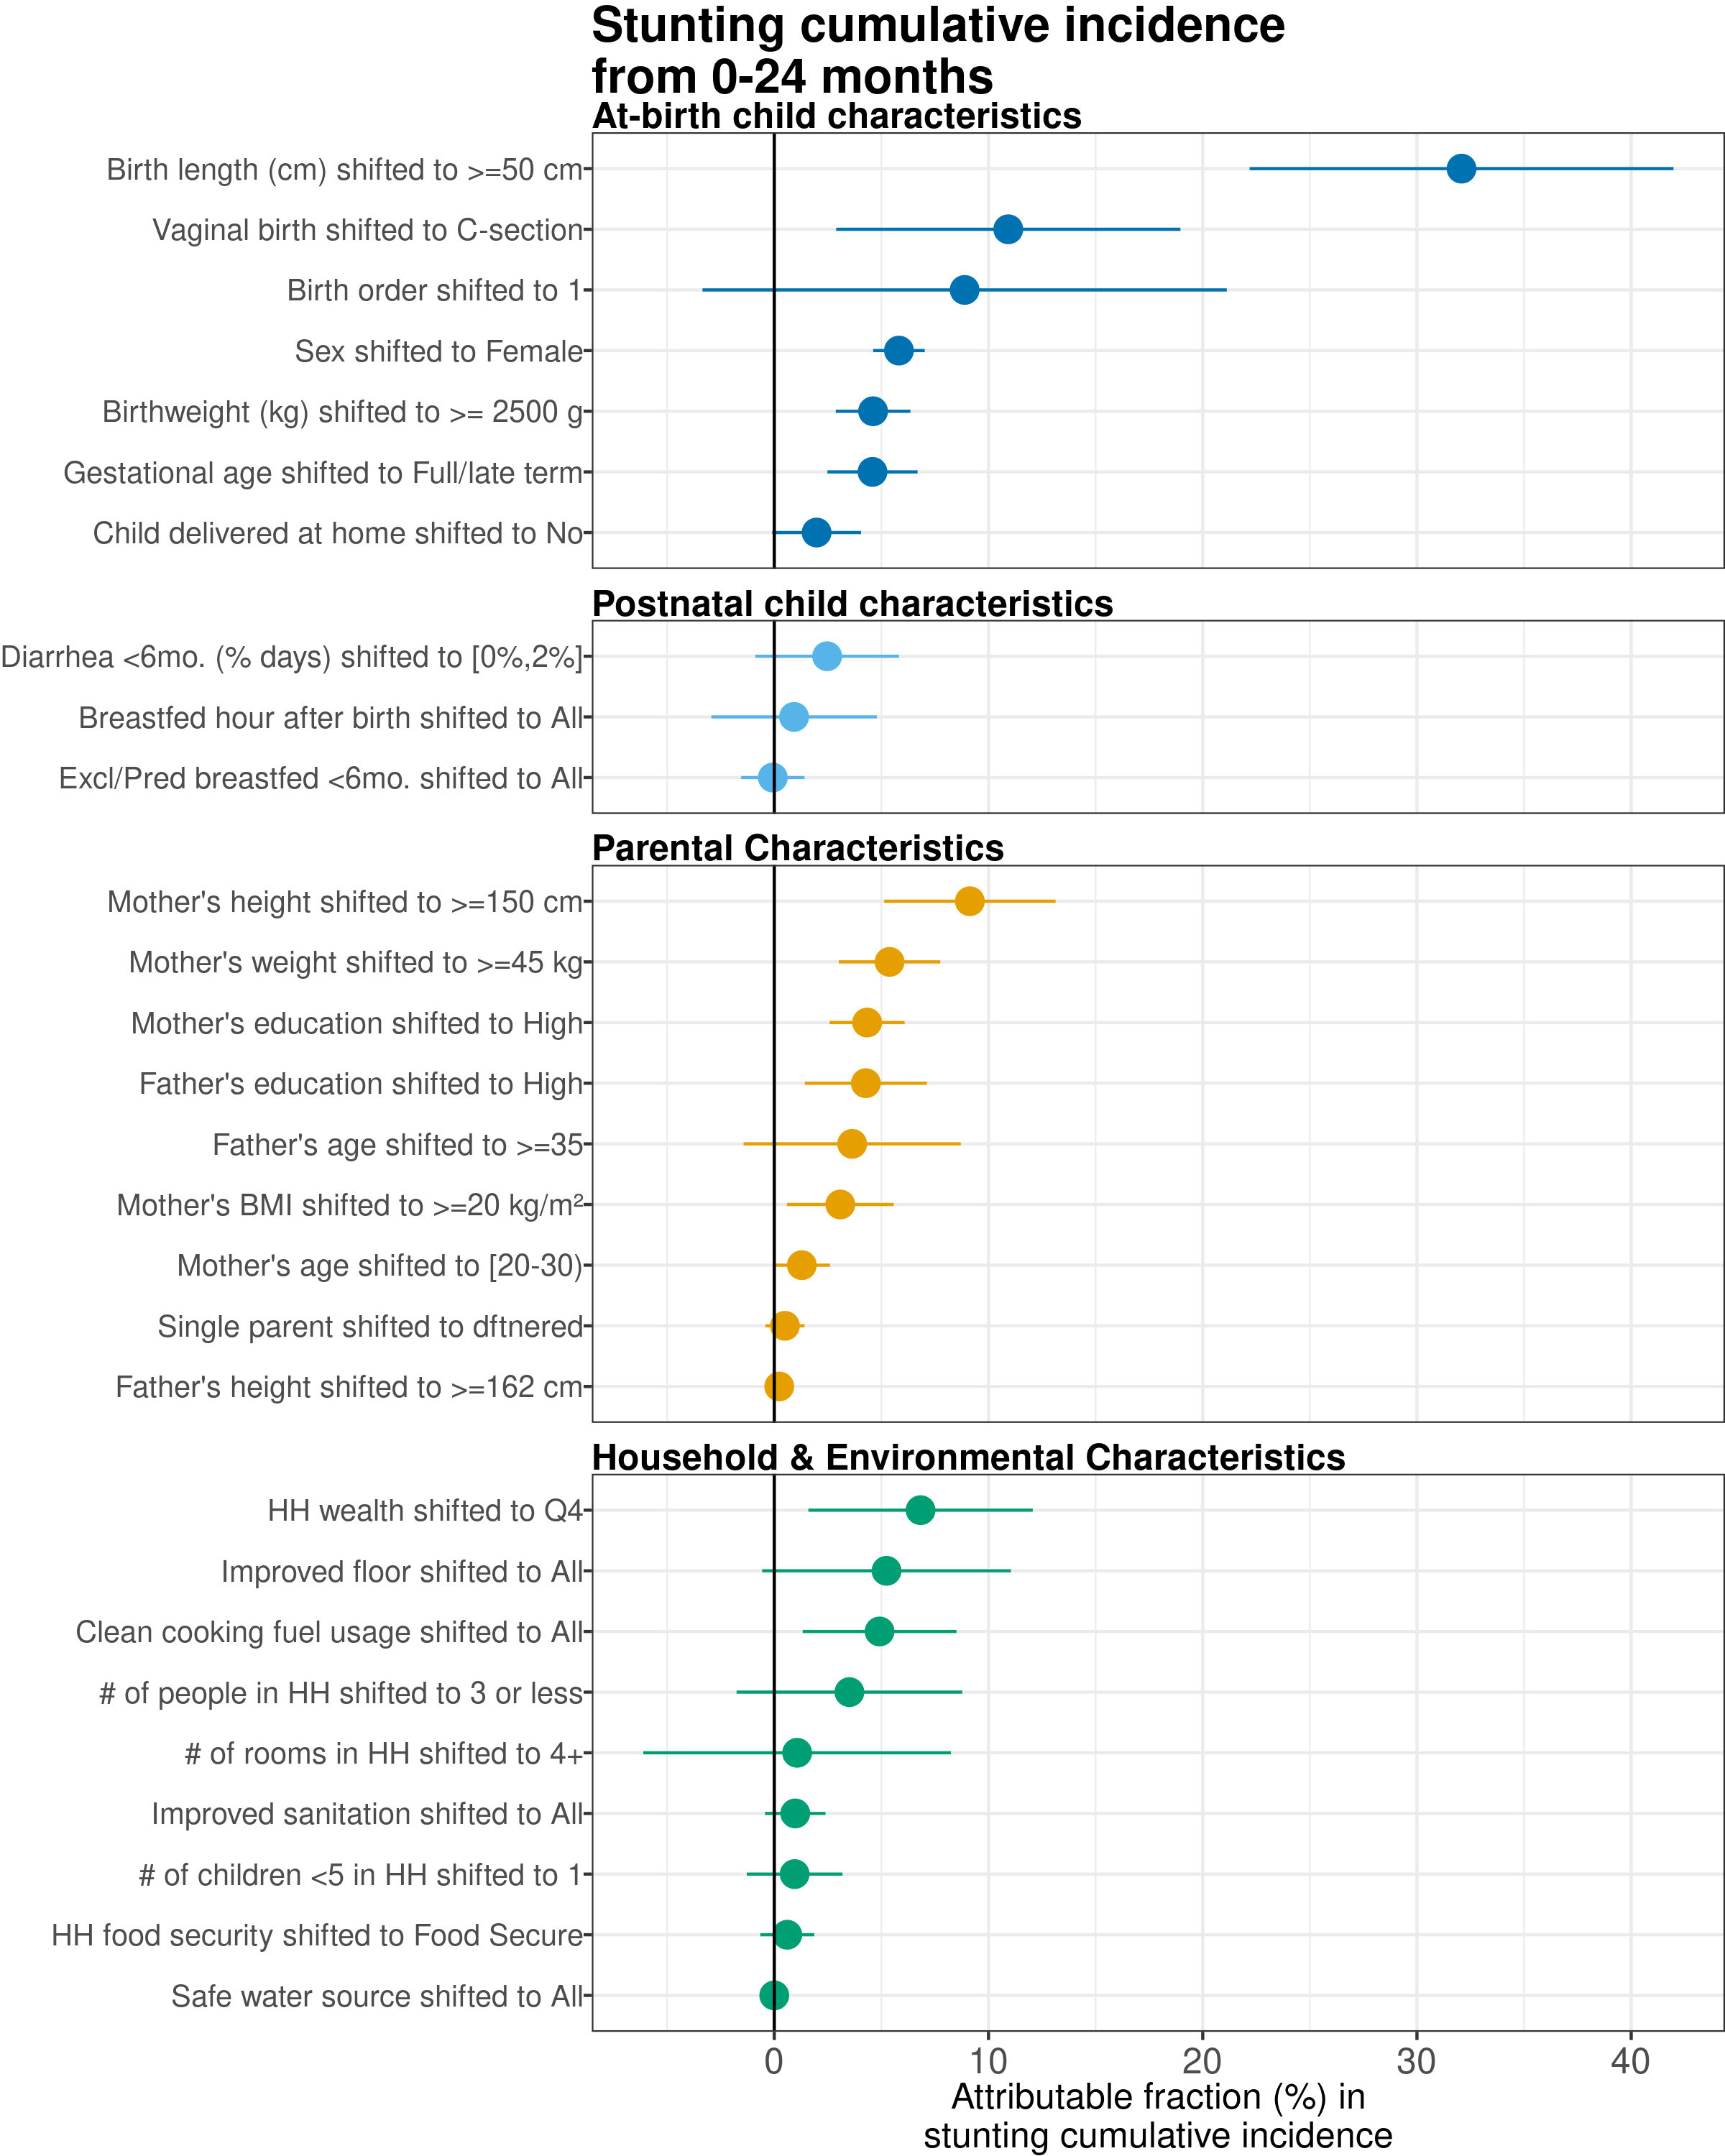 Stunting cumulative incidence
from 0-24 months
At-birth child characteristics
Birth length (cm) shifted to >=50 cm
Vaginal birth shifted to C-section
Birth order shifted to 1
Sex shifted to Female
Birthweight (kg) shifted to >= 2500 g
Gestational age shifted to Full/late term
Child delivered at home shifted to No
Postnatal child characteristics
Diarrhea <6mo. (% days) shifted to [0%,2%]
Breastfed hour after birth shifted to All
Excl/Pred breastfed <6mo. shifted to All
Parental Characteristics
Mother's height shifted to >=150 cm
Mother's weight shifted to >=45 kg
Mother's education shifted to High
Father's education shifted to High
Father's age shifted to >=35
Mother's BMI shifted to >=20 kg/m²
Mother's age shifted to [20-30)
Single parent shifted to dftnered
Father's height shifted to >=162 cm
Household & Environmental Characteristics
HH wealth shifted to Q4
Improved floor shifted to All
Clean cooking fuel usage shifted to All
# of people in HH shifted to 3 or less
# of rooms in HH shifted to 4+
Improved sanitation shifted to All
# of children <5 in HH shifted to 1
HH food security shifted to Food Secure
Safe water source shifted to All
0 10 20 30 40
Attributable fraction (%) in
stunting cumulative incidence